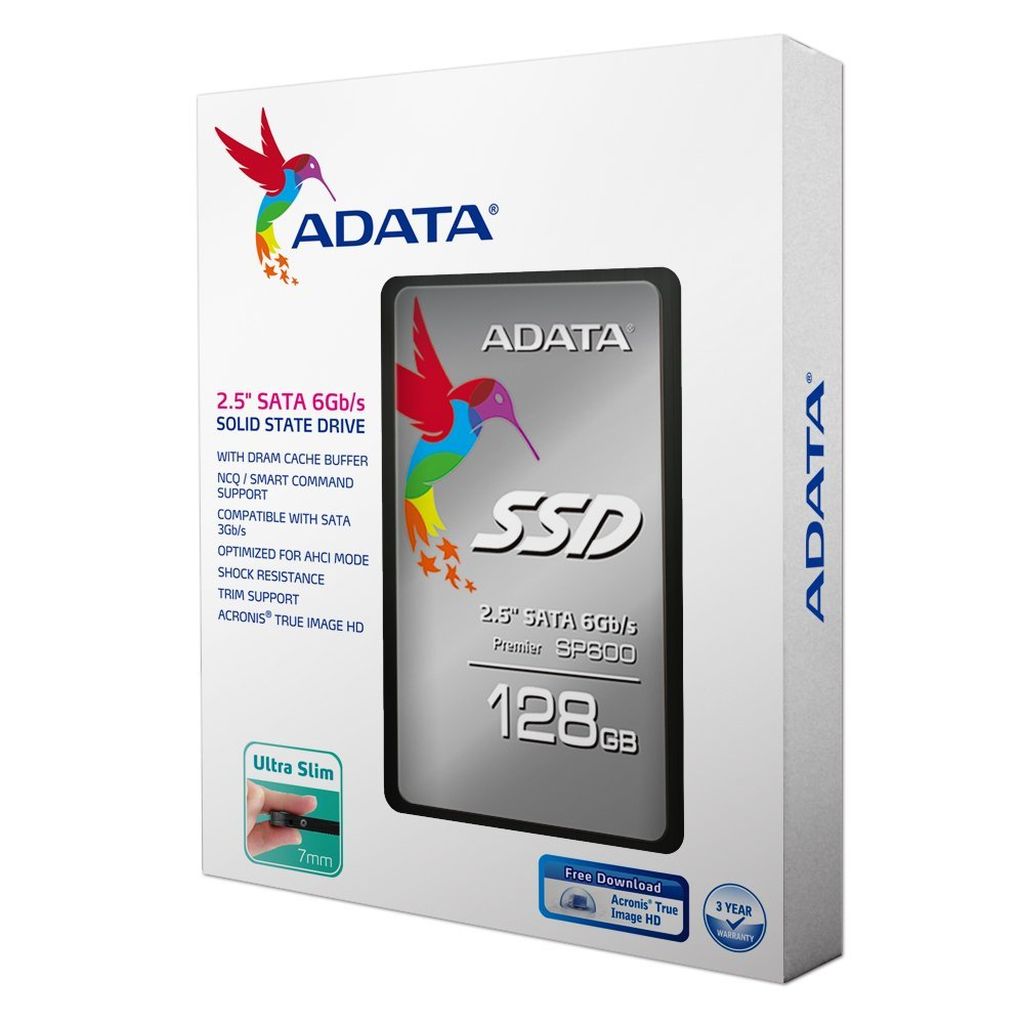 ADATA®
2.5" SATA 6Gb/s
SOLID STATE DRIVE
WITH DRAM CACHE BUFFER
NCQ / SMART COMMAND
SUPPORT
COMPATIBLE WITH SATA
3Gb/s
OPTIMIZED FOR AHCI MODE
SHOCK RESISTANCE
TRIM SUPPORT
ACRONIS® TRUE IMAGE HD
Ultra Slim
7mm
ADATA®
SSD
2.5" SATA 6Gb/s
Premier SP600
128GB
Free Download
Acronis® True
Image HD
3 YEAR
WARRANTY
ADATA®